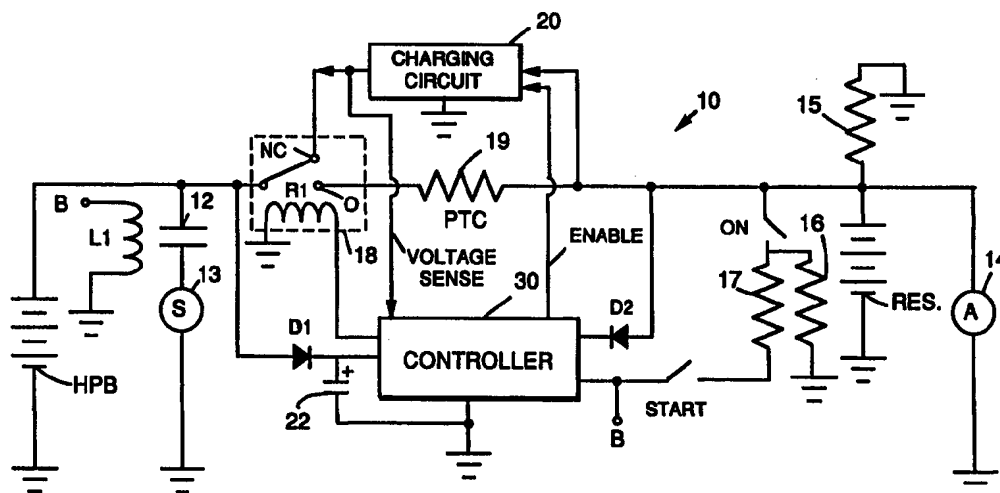 20
CHARGING
CIRCUIT
10
15
NC
19
B
12
R1
O
PTC
ON
16
L1
18
VOLTAGE
SENSE
ENABLE
17
13
30
RES.
14
S
D1
D2
A
CONTROLLER
HPB
+
22
START
B